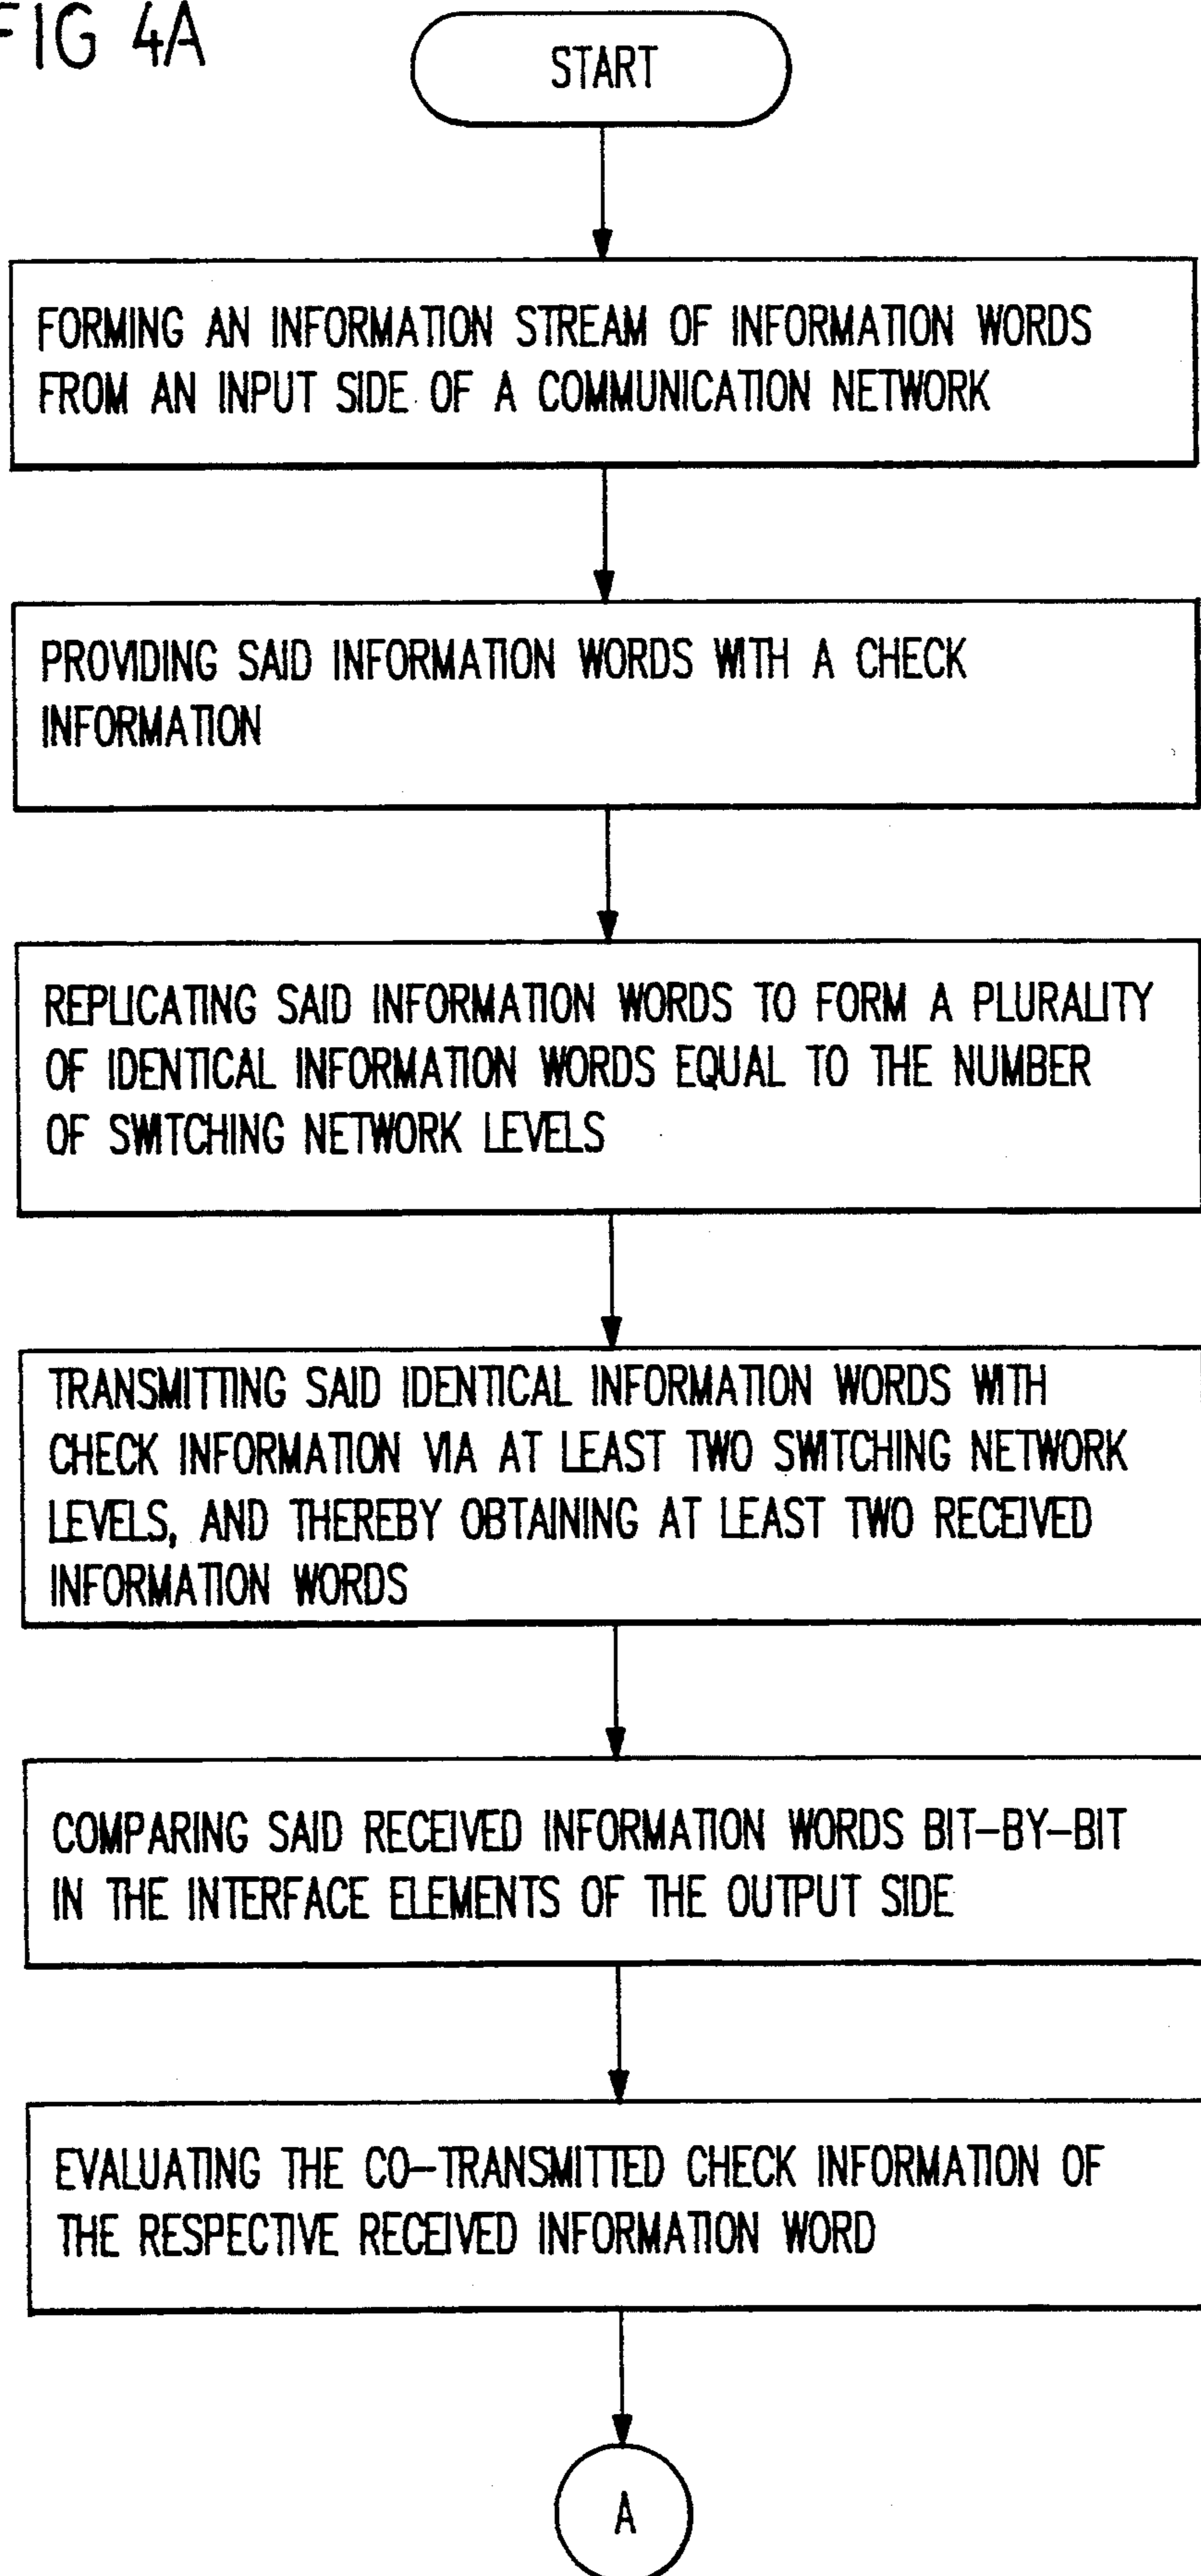 FIG 4A
START
FORMING AN INFORMATION STREAM OF INFORMATION WORDS
FROM AN INPUT SIDE OF A COMMUNICATION NETWORK
PROVIDING SAID INFORMATION WORDS WITH A CHECK
INFORMATION
REPLICATING SAID INFORMATION WORDS TO FORM A PLURALITY
OF IDENTICAL INFORMATION WORDS EQUAL TO THE NUMBER
OF SWITCHING NETWORK LEVELS
TRANSMITTING SAID IDENTICAL INFORMATION WORDS WITH
CHECK INFORMATION VIA AT LEAST TWO SWITCHING NETWORK
LEVELS, AND THEREBY OBTAINING AT LEAST TWO RECEIVED
INFORMATION WORDS
COMPARING SAID RECEIVED INFORMATION WORDS BIT-BY-BIT
IN THE INTERFACE ELEMENTS OF THE OUTPUT SIDE
EVALUATING THE CO-TRANSMITTED CHECK INFORMATION OF
THE RESPECTIVE RECEIVED INFORMATION WORD
A